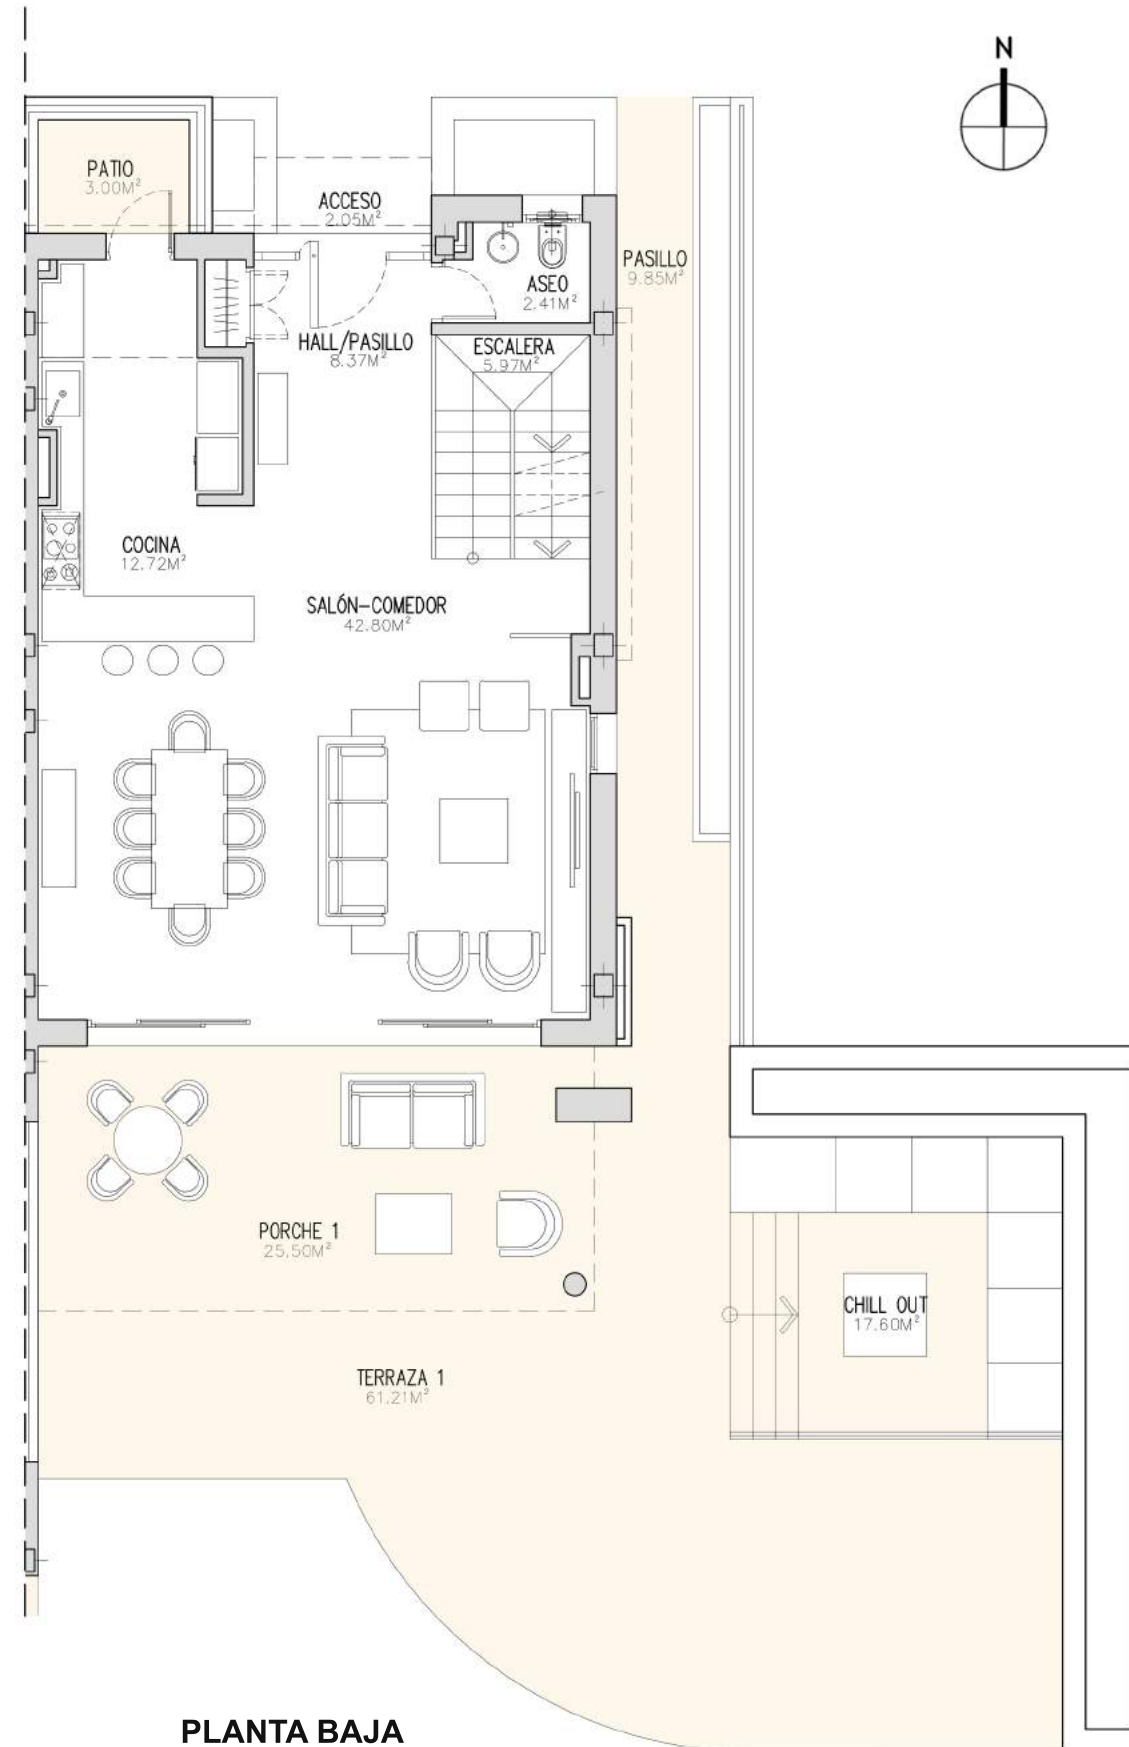 N
PATIO
3.00M²
ACCESO
2.05M²
ASEO
2.41M²
PASILLO
9.85M²
HALL/PASILLO
8.37M²
ESCALERA
5.97M²
COCINA
12.72M²
SALÓN-COMEDOR
42.80M²
PORCHE 1
25.50M²
CHILL OUT
17.60M²
TERRAZA 1
61.21M²
PLANTA BAJA